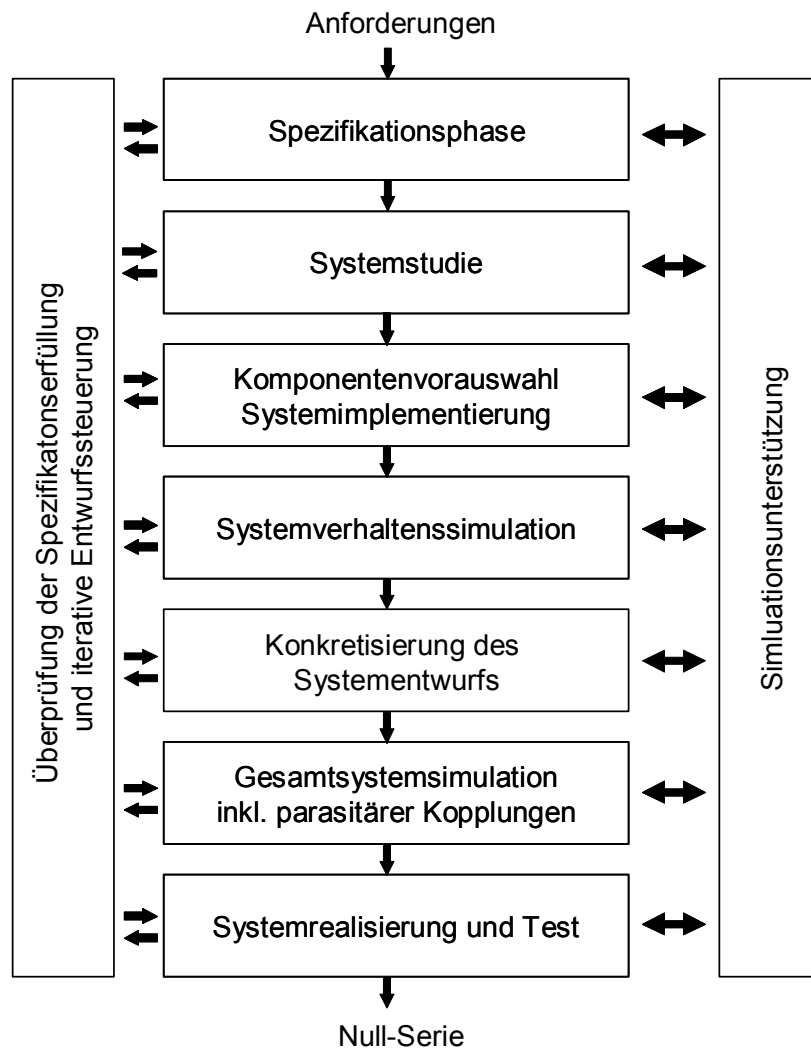 Anforderungen
Überprüfung der Spezifikatonserfüllung
und iterative Entwurfssteuerung
Spezifikationsphase
Systemstudie
Komponentenvorauswahl
Systemimplementierung
Systemverhaltenssimulation
Konkretisierung des
Systementwurfs
Gesamtsystemsimulation
inkl. parasitärer Kopplungen
Systemrealisierung und Test
Simluationsunterstützung
Null-Serie